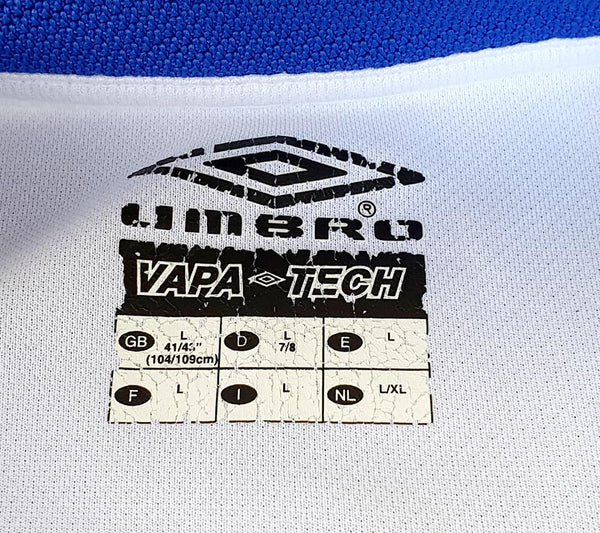 UMBRO®
VAPA TECH
GB L 41/43" (104/109cm)
D L 7/8
E L
F L
I L
NL L/XL